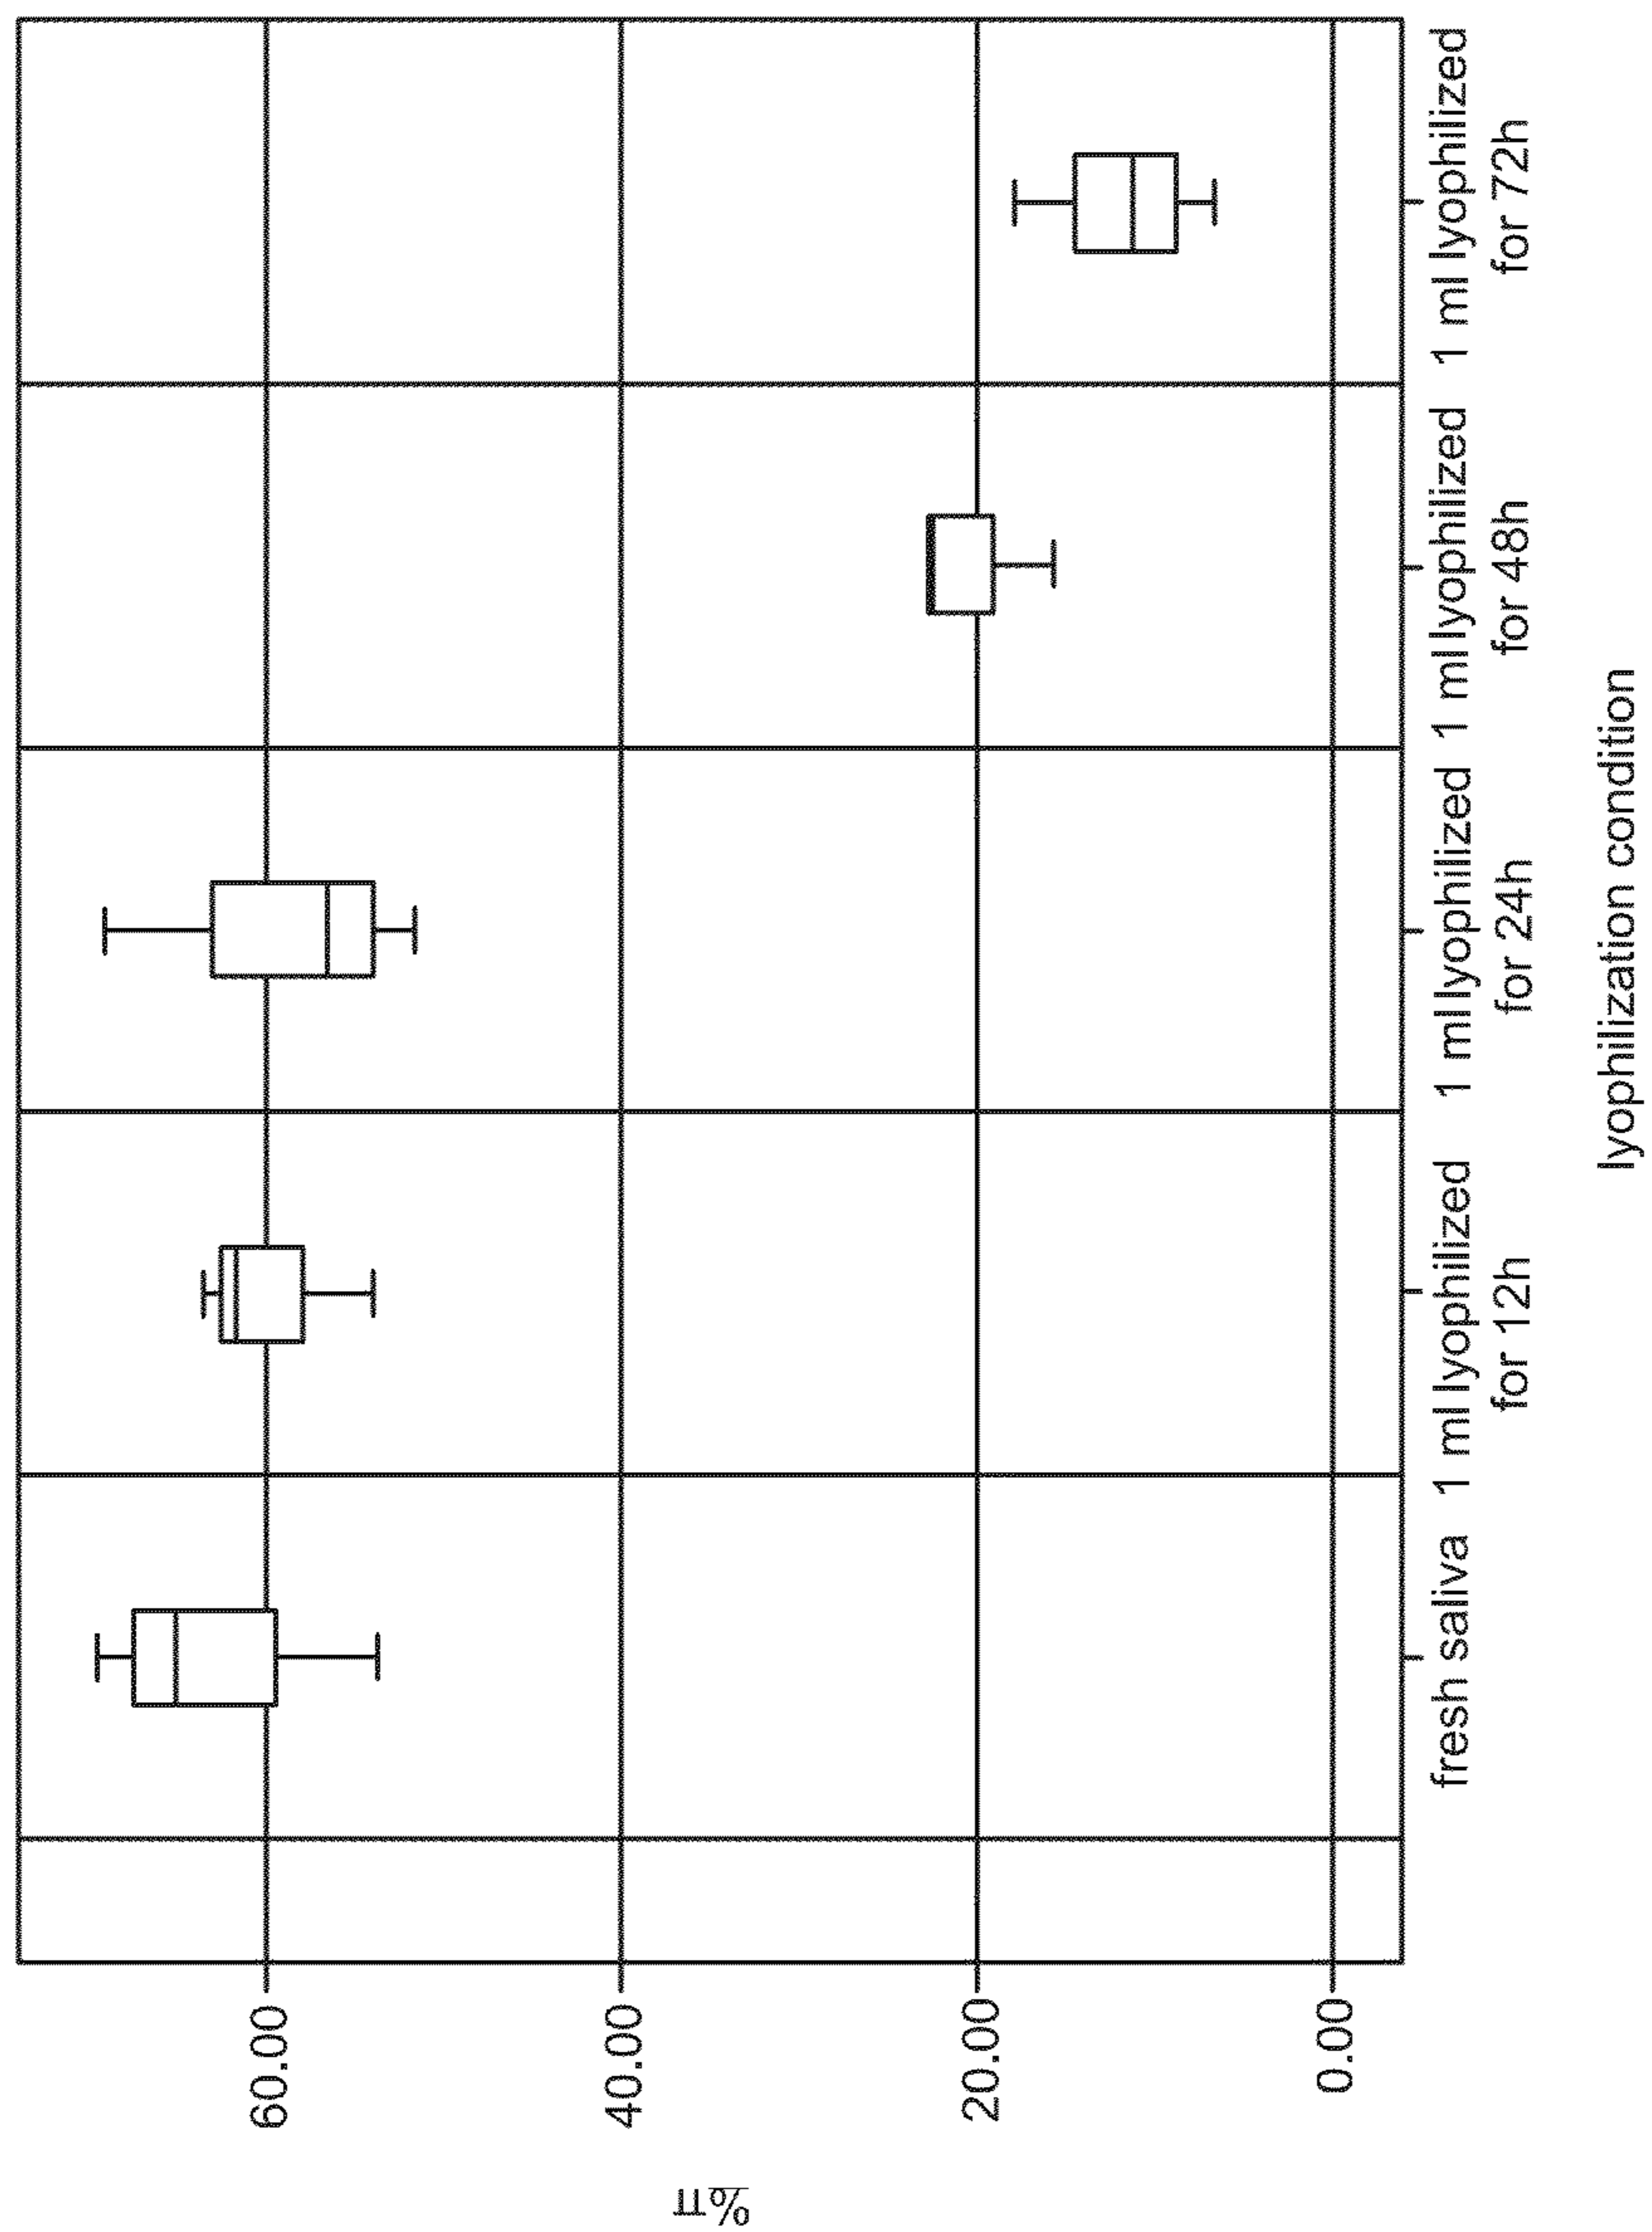 60.00
40.00
20.00
0.00
fresh saliva
1 ml lyophilized
for 12h
1 ml lyophilized
for 24h
1 ml lyophilized
for 48h
1 ml lyophilized
for 72h
lyophilization condition